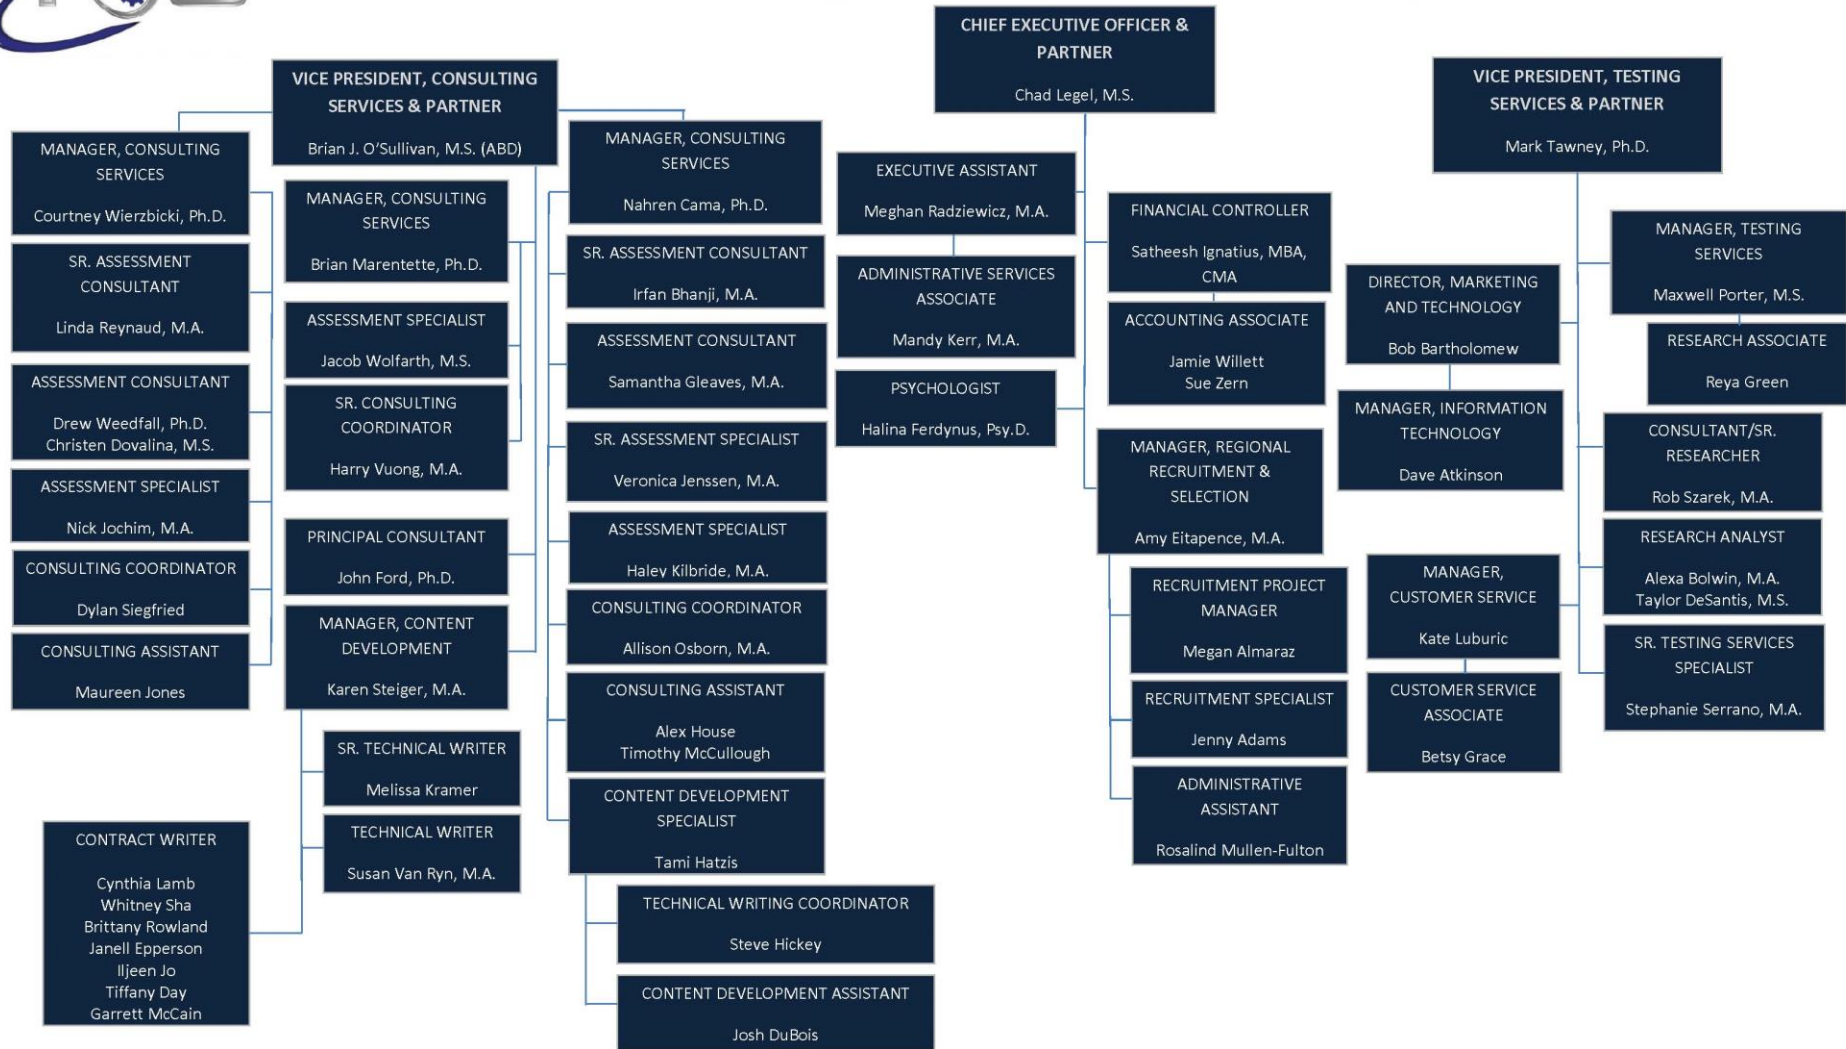 CHIEF EXECUTIVE OFFICER &
PARTNER
Chad Legel, M.S.
VICE PRESIDENT, CONSULTING
SERVICES & PARTNER
Brian J. O’Sullivan, M.S. (ABD)
VICE PRESIDENT, TESTING
SERVICES & PARTNER
Mark Tawney, Ph.D.
MANAGER, CONSULTING
SERVICES
Courtney Wierzbicki, Ph.D.
SR. ASSESSMENT
CONSULTANT
Linda Reynaud, M.A.
ASSESSMENT CONSULTANT
Drew Weedfall, Ph.D.
Christen Dovalina, M.S.
ASSESSMENT SPECIALIST
Nick Jochim, M.A.
CONSULTING COORDINATOR
Dylan Siegfried
CONSULTING ASSISTANT
Maureen Jones
MANAGER, CONSULTING
SERVICES
Brian Marentette, Ph.D.
ASSESSMENT SPECIALIST
Jacob Wolfarth, M.S.
SR. CONSULTING
COORDINATOR
Harry Vuong, M.A.
PRINCIPAL CONSULTANT
John Ford, Ph.D.
MANAGER, CONTENT
DEVELOPMENT
Karen Steiger, M.A.
SR. TECHNICAL WRITER
Melissa Kramer
TECHNICAL WRITER
Susan Van Ryn, M.A.
CONTRACT WRITER
Cynthia Lamb
Whitney Sha
Brittany Rowland
Janell Epperson
Iljeen Jo
Tiffany Day
Garrett McCain
MANAGER, CONSULTING
SERVICES
Nahren Cama, Ph.D.
SR. ASSESSMENT CONSULTANT
Irfan Bhanji, M.A.
ASSESSMENT CONSULTANT
Samantha Gleaves, M.A.
SR. ASSESSMENT SPECIALIST
Veronica Jenssen, M.A.
ASSESSMENT SPECIALIST
Haley Kilbride, M.A.
CONSULTING COORDINATOR
Allison Osborn, M.A.
CONSULTING ASSISTANT
Alex House
Timothy McCullough
CONTENT DEVELOPMENT
SPECIALIST
Tami Hatzis
TECHNICAL WRITING COORDINATOR
Steve Hickey
CONTENT DEVELOPMENT ASSISTANT
Josh DuBois
EXECUTIVE ASSISTANT
Meghan Radziewicz, M.A.
ADMINISTRATIVE SERVICES
ASSOCIATE
Mandy Kerr, M.A.
PSYCHOLOGIST
Halina Ferdynus, Psy.D.
FINANCIAL CONTROLLER
Satheesh Ignatius, MBA,
CMA
ACCOUNTING ASSOCIATE
Jamie Willett
Sue Zern
MANAGER, REGIONAL
RECRUITMENT &
SELECTION
Amy Eitapence, M.A.
RECRUITMENT PROJECT
MANAGER
Megan Almaraz
RECRUITMENT SPECIALIST
Jenny Adams
ADMINISTRATIVE
ASSISTANT
Rosalind Mullen-Fulton
DIRECTOR, MARKETING
AND TECHNOLOGY
Bob Bartholomew
MANAGER, INFORMATION
TECHNOLOGY
Dave Atkinson
MANAGER,
CUSTOMER SERVICE
Kate Luburic
CUSTOMER SERVICE
ASSOCIATE
Betsy Grace
MANAGER, TESTING
SERVICES
Maxwell Porter, M.S.
RESEARCH ASSOCIATE
Reya Green
CONSULTANT/SR.
RESEARCHER
Rob Szarek, M.A.
RESEARCH ANALYST
Alexa Bolwin, M.A.
Taylor DeSantis, M.S.
SR. TESTING SERVICES
SPECIALIST
Stephanie Serrano, M.A.